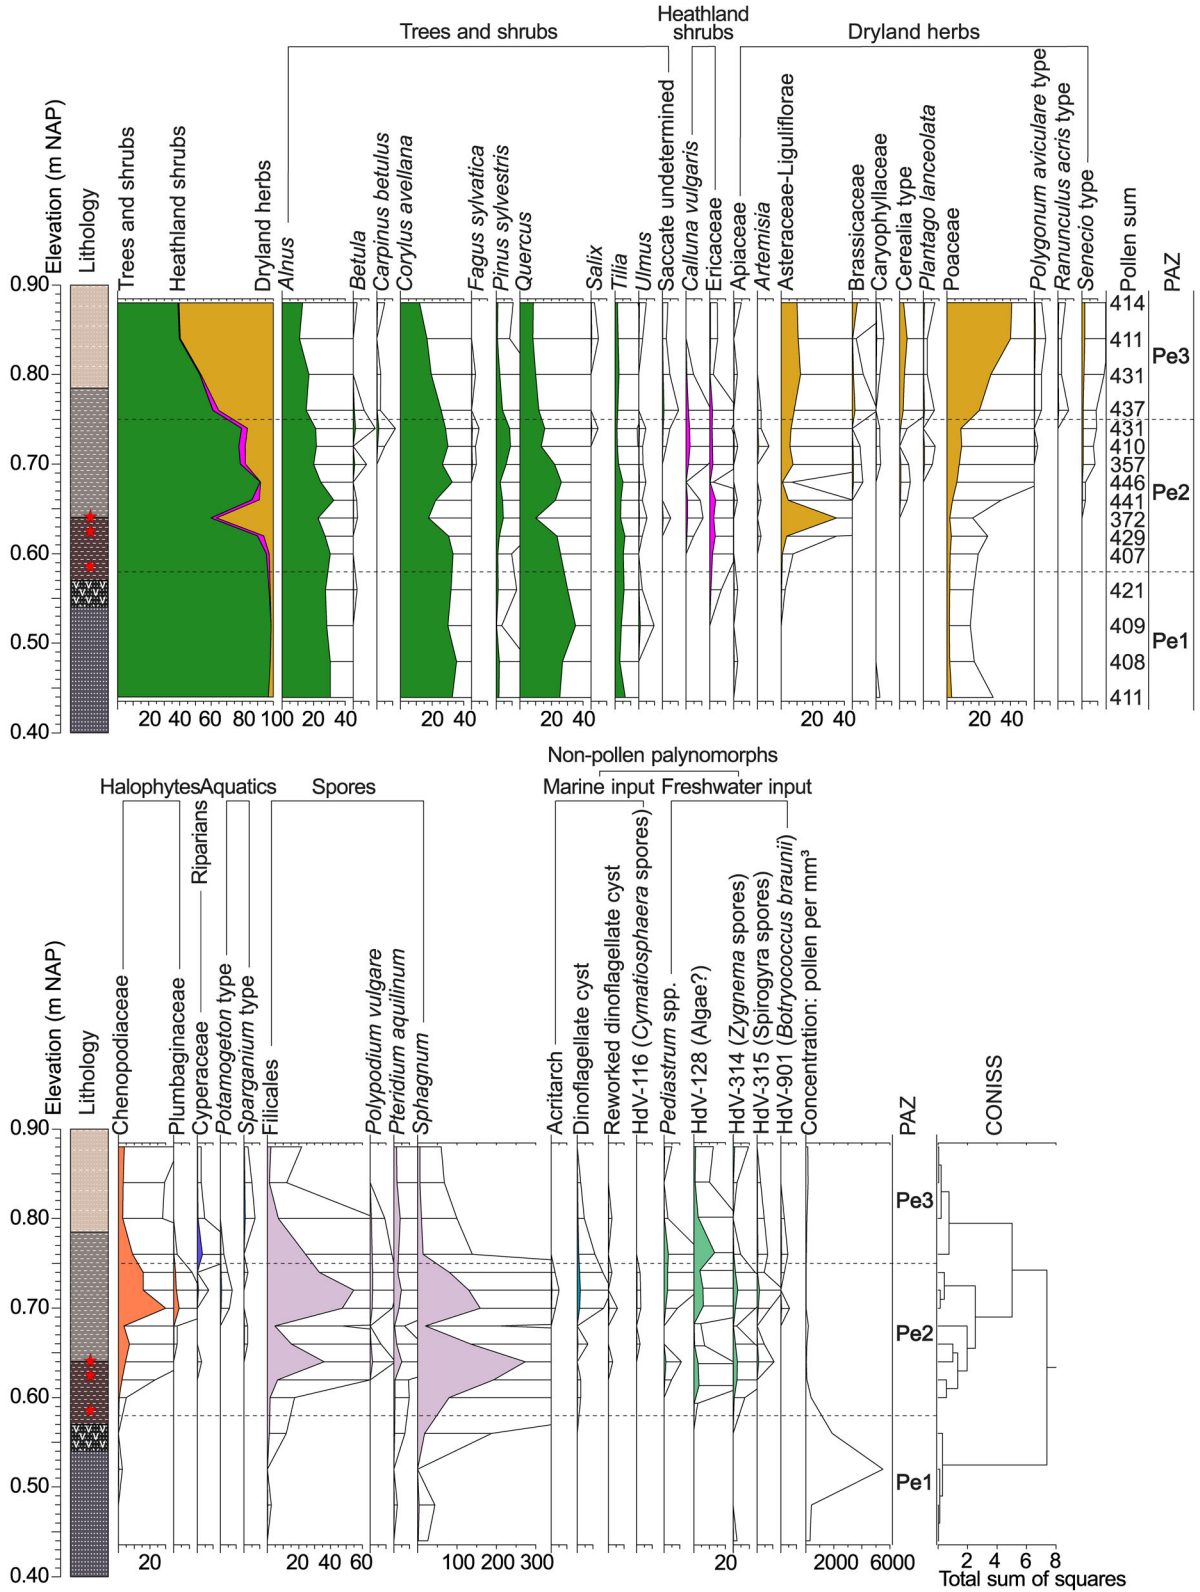 Trees and shrubs
Heathland
shrubs
Dryland herbs
Elevation (m NAP)
Lithology
Trees and shrubs
Heathland shrubs
Dryland herbs
Alnus
Betula
Carpinus betulus
Corylus avellana
Fagus sylvatica
Pinus sylvestris
Quercus
Salix
Tilia
Ulmus
Saccate undetermined
Calluna vulgaris
Ericaceae
Apiaceae
Artemisia
Asteraceae-Liguliflorae
Brassicaceae
Caryophyllaceae
Cerealia type
Plantago lanceolata
Poaceae
Polygonum aviculare type
Ranunculus acris type
Senecio type
Pollen sum
PAZ
0.90
0.80
0.70
0.60
0.50
0.40
414
411
431
437
431
410
357
446
441
372
429
407
421
409
408
411
Pe3
Pe2
Pe1
20 40 60 80 100 20 40 20 40 20 40 20 40 20 40
Non-pollen palynomorphs
Halophytes Aquatics Spores Marine input Freshwater input
Riparians
Elevation (m NAP)
Lithology
Chenopodiaceae
Plumbaginaceae
Cyperaceae
Potamogeton type
Sparganium type
Filicales
Polypodium vulgare
Pteridium aquilinum
Sphagnum
Acritarch
Dinoflagellate cyst
Reworked dinoflagellate cyst
HdV-116 (Cymatiosphaera spores)
Pediastrum spp.
HdV-128 (Algae?)
HdV-314 (Zygnema spores)
HdV-315 (Spirogyra spores)
HdV-901 (Botryococcus braunii)
Concentration: pollen per mm³
PAZ
CONISS
0.90
0.80
0.70
0.60
0.50
0.40
Pe3
Pe2
Pe1
20 20 40 60 100 200 300 20 2000 6000 2 4 6 8
Total sum of squares